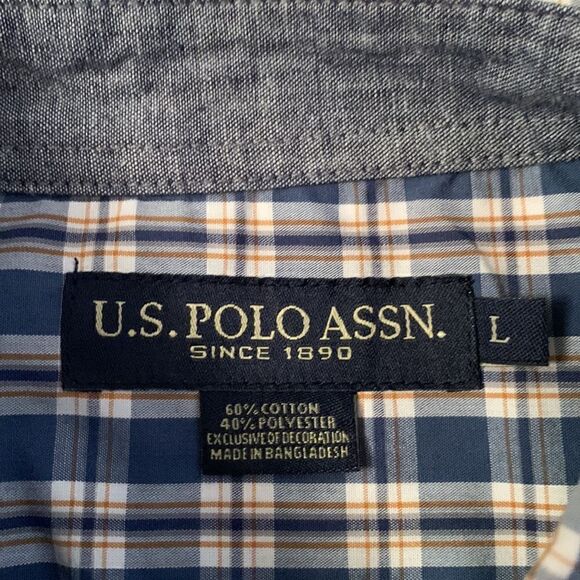 U.S. POLO ASSN.
SINCE 1890
L
60% COTTON
40% POLYESTER
EXCLUSIVE OF DECORATION
MADE IN BANGLADESH